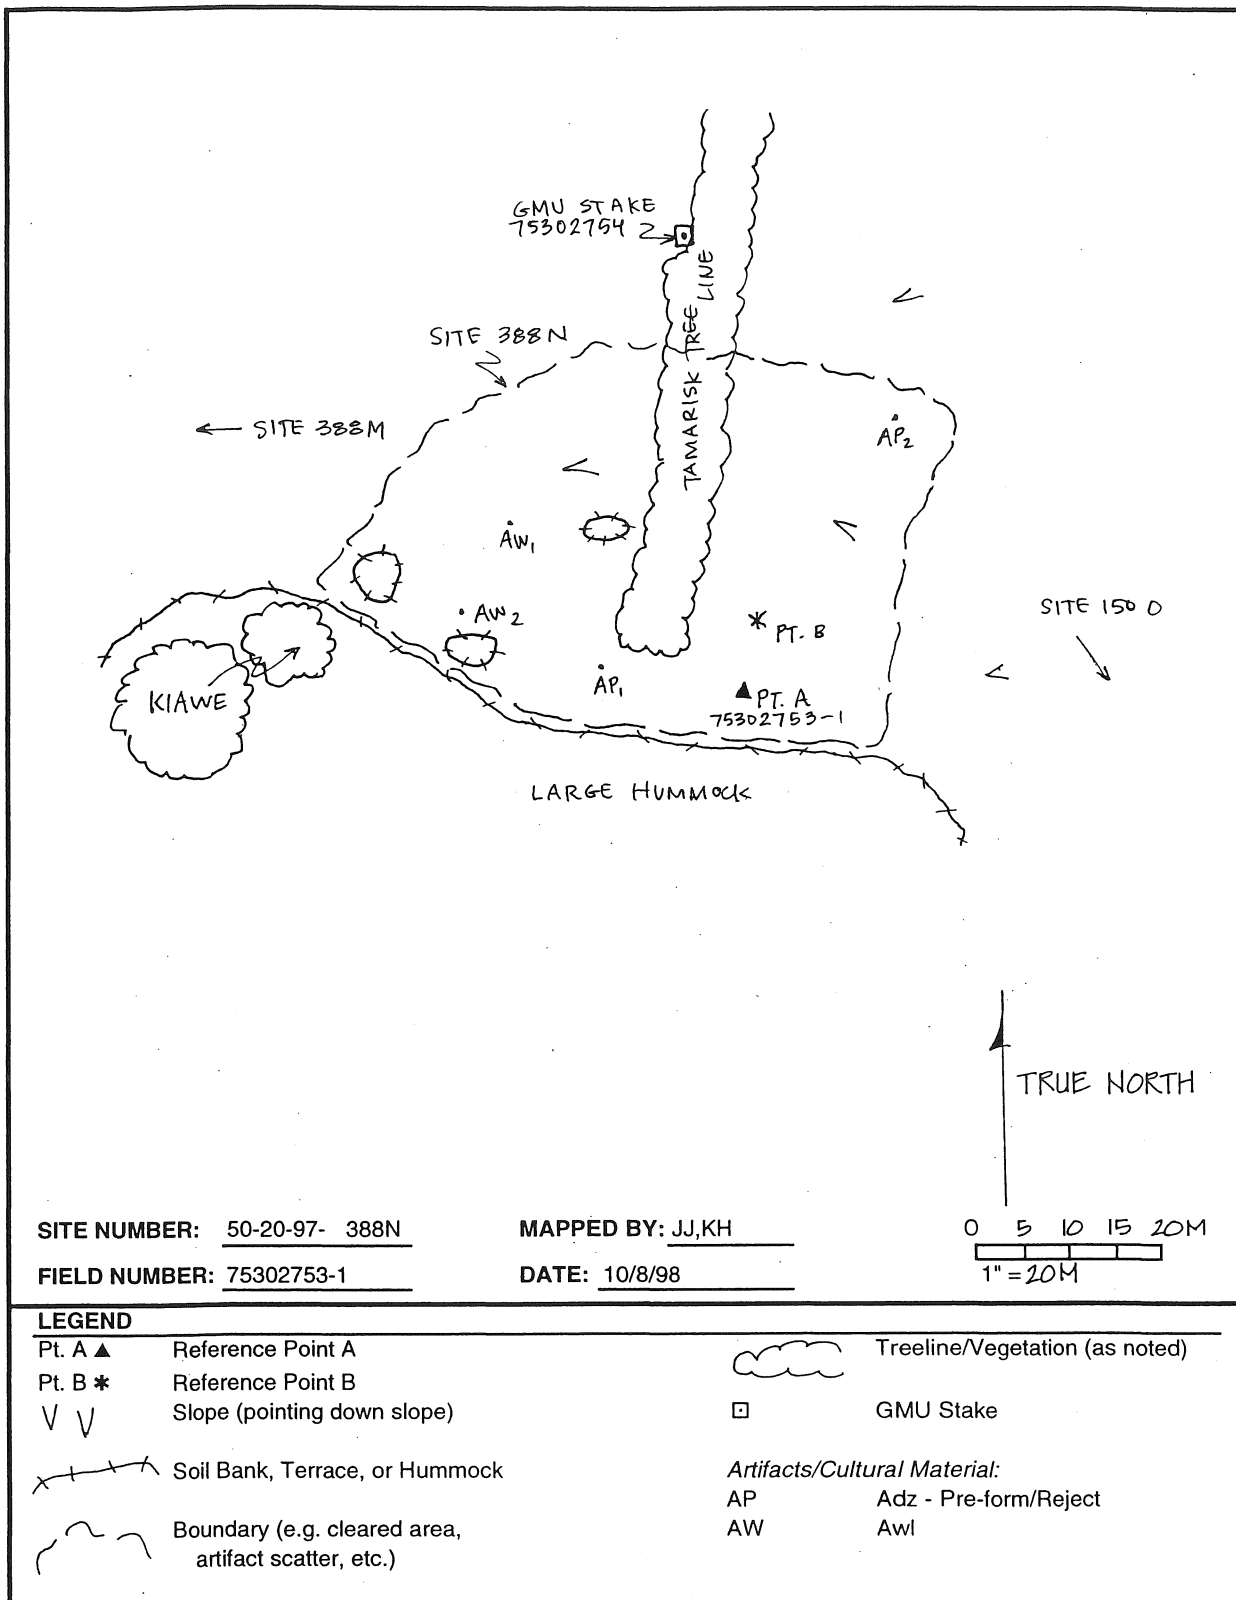 GMU STAKE
75302754
SITE 388N
SITE 388M
TAMARISK TREE LINE
AP2
AW1
AW2
SITE 150 O
PT. B
AP1
PT. A
75302753-1
KIAWE
LARGE HUMMOCK
TRUE NORTH
SITE NUMBER: 50-20-97- 388N
MAPPED BY: JJ,KH
0 5 10 15 20M
FIELD NUMBER: 75302753-1
DATE: 10/8/98
1" = 20M
LEGEND
Pt. A ▲ Reference Point A
Pt. B * Reference Point B
Slope (pointing down slope)
Soil Bank, Terrace, or Hummock
Boundary (e.g. cleared area,
artifact scatter, etc.)
Treeline/Vegetation (as noted)
GMU Stake
Artifacts/Cultural Material:
AP Adz - Pre-form/Reject
AW Awl